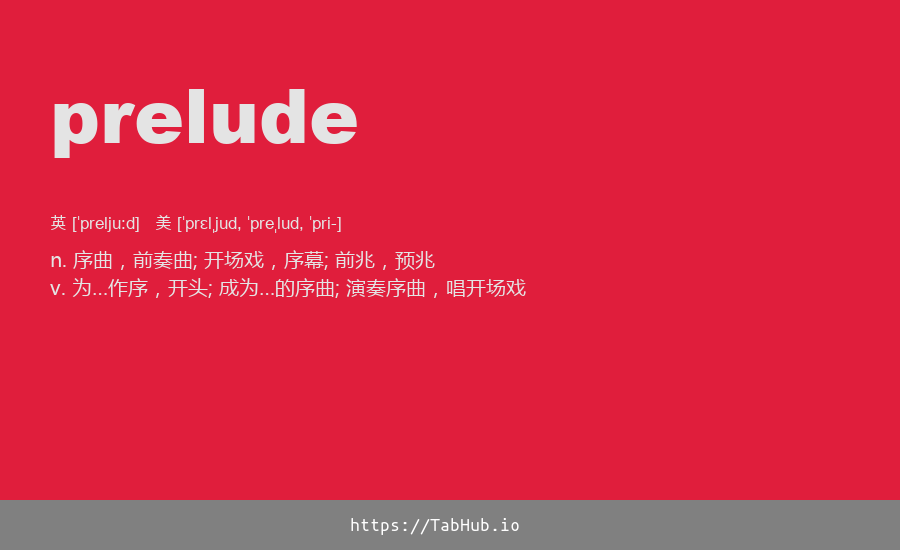 prelude
英 [ˈpreljuːd] 美 [ˈprɛlˌjud, ˈpreˌlud, ˈpri-]
n. 序曲，前奏曲; 开场戏，序幕; 前兆，预兆
v. 为...作序，开头; 成为...的序曲; 演奏序曲，唱开场戏
https://TabHub.io